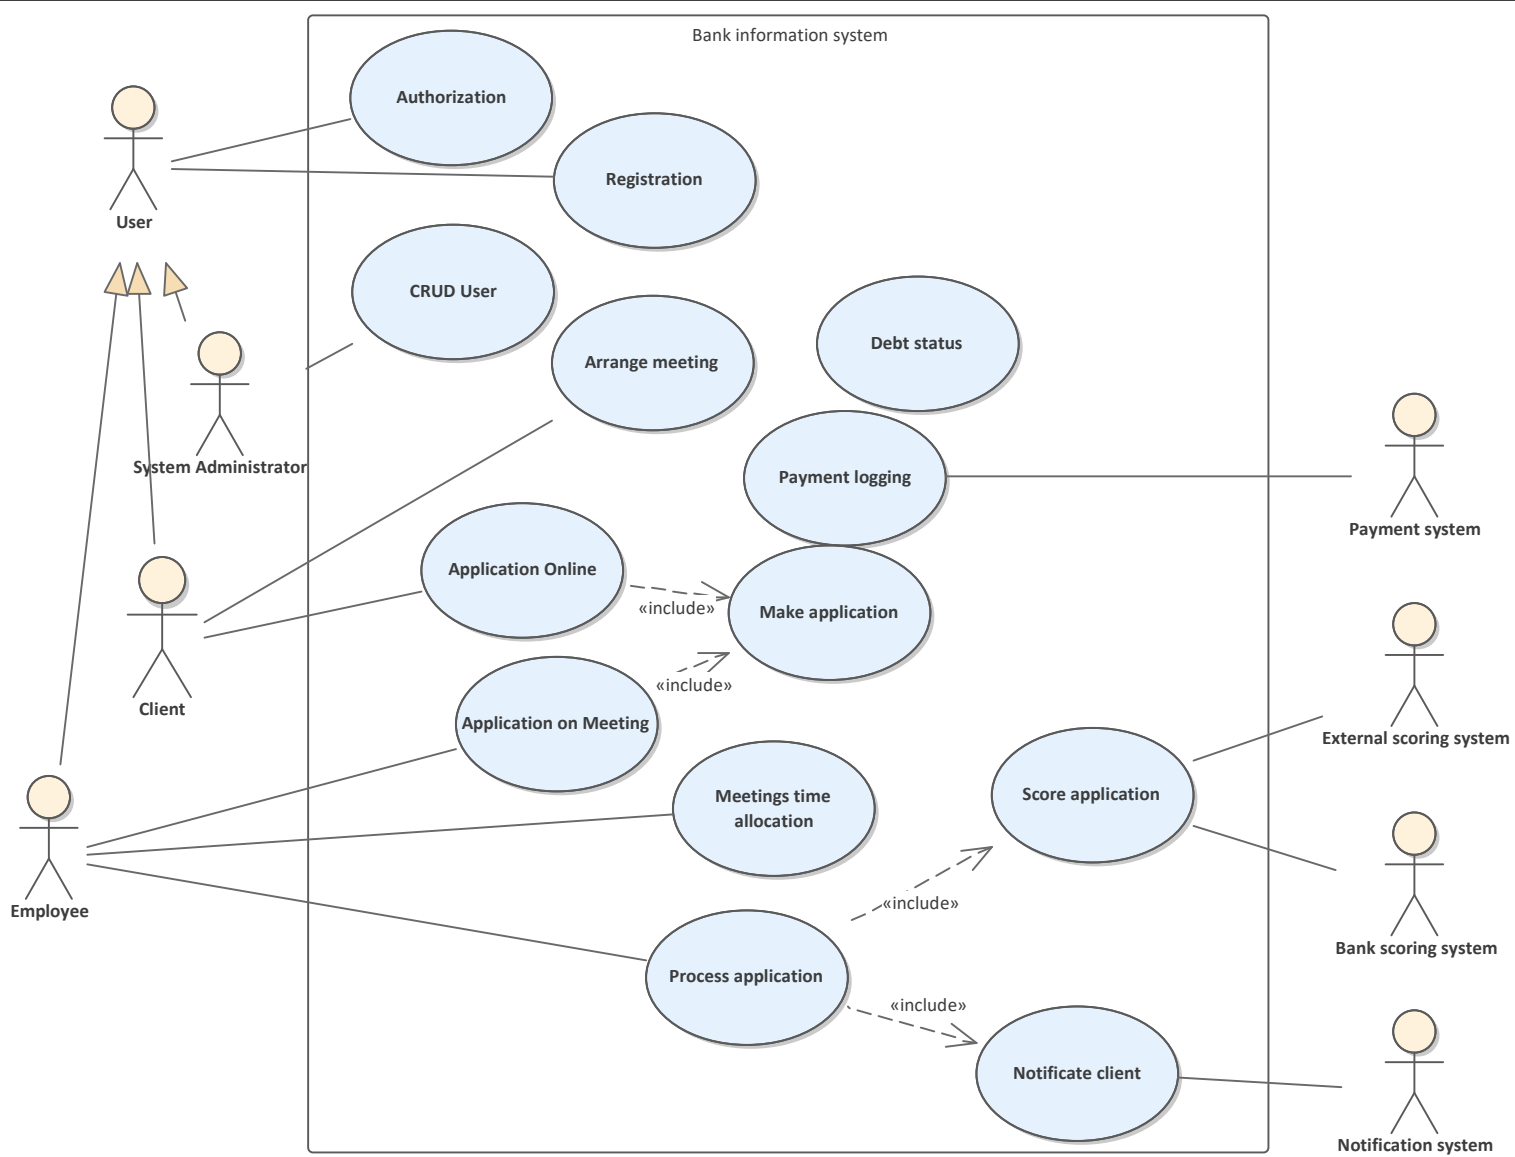 Bank information system
Authorization
Registration
User
CRUD User
Debt status
Arrange meeting
System Administrator
Payment logging
Payment system
Application Online
«include»
Make application
«include»
Client
Application on Meeting
External scoring system
Meetings time
allocation
Score application
«include»
Employee
Bank scoring system
Process application
«include»
Notificate client
Notification system